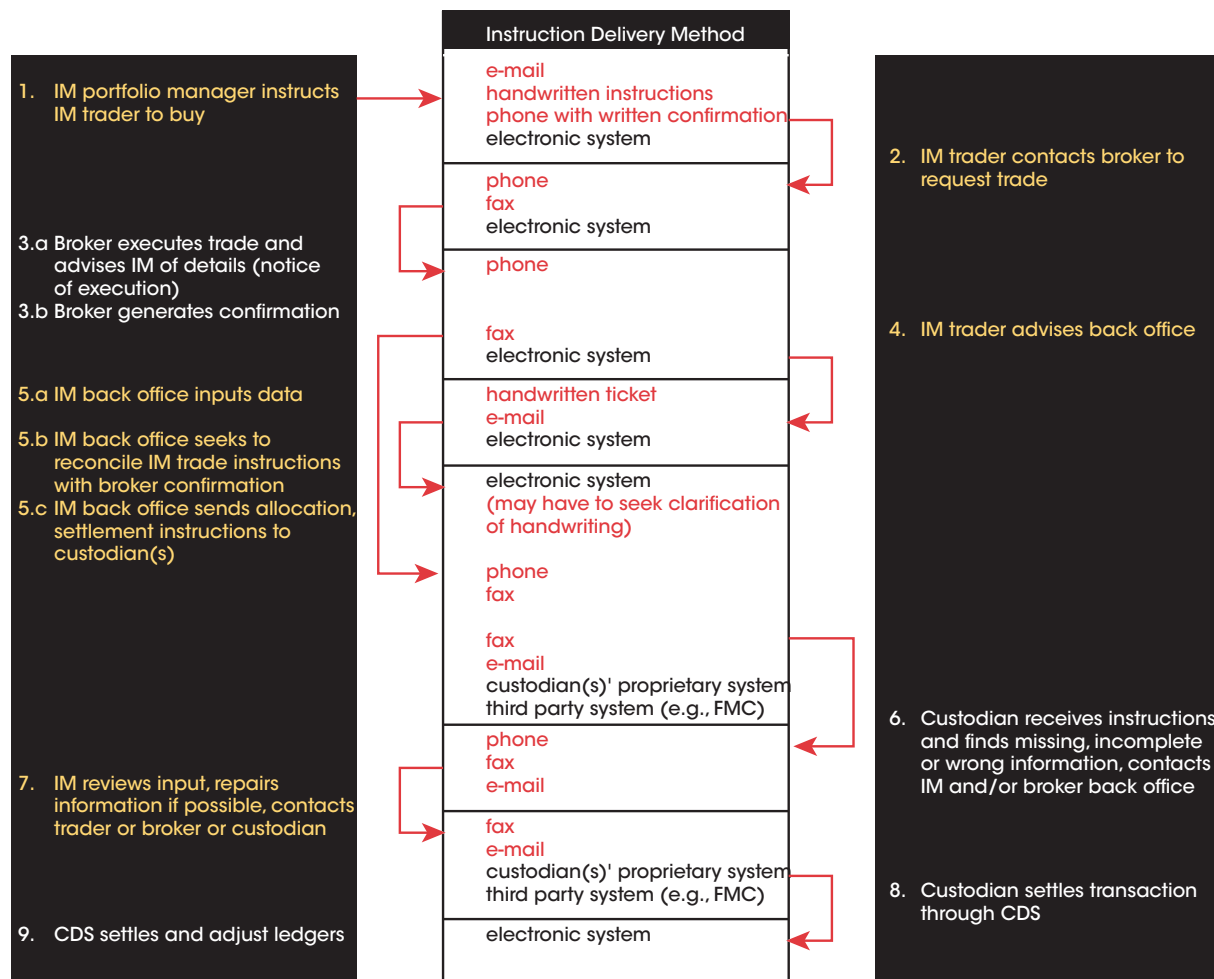 Instruction Delivery Method
1. IM portfolio manager instructs
IM trader to buy
e-mail
handwritten instructions
phone with written confirmation
electronic system
2. IM trader contacts broker to
request trade
phone
fax
electronic system
3.a Broker executes trade and
advises IM of details (notice
of execution)
3.b Broker generates confirmation
phone
fax
electronic system
4. IM trader advises back office
handwritten ticket
e-mail
electronic system
5.a IM back office inputs data
5.b IM back office seeks to
reconcile IM trade instructions
with broker confirmation
5.c IM back office sends allocation,
settlement instructions to
custodian(s)
electronic system
(may have to seek clarification
of handwriting)
phone
fax
fax
e-mail
custodian(s)' proprietary system
third party system (e.g., FMC)
6. Custodian receives instructions
and finds missing, incomplete
or wrong information, contacts
IM and/or broker back office
phone
fax
e-mail
7. IM reviews input, repairs
information if possible, contacts
trader or broker or custodian
fax
e-mail
custodian(s)' proprietary system
third party system (e.g., FMC)
8. Custodian settles transaction
through CDS
9. CDS settles and adjust ledgers
electronic system